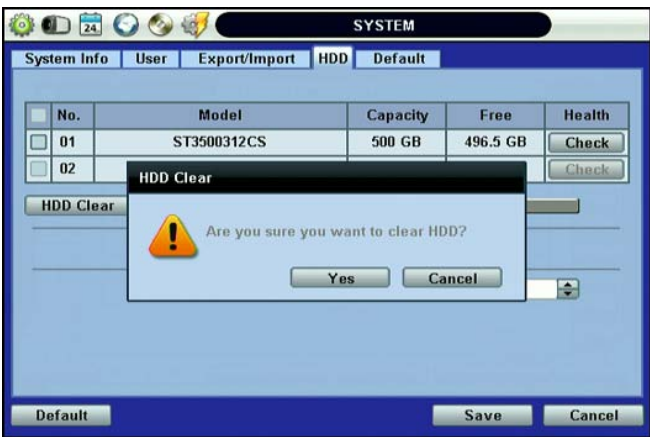 24
SYSTEM
System Info User Export/Import HDD Default
No. Model Capacity Free Health
01 ST3500312CS 500 GB 496.5 GB Check
02 Check
HDD Clear
HDD Clear
Are you sure you want to clear HDD?
Yes Cancel
Default Save Cancel